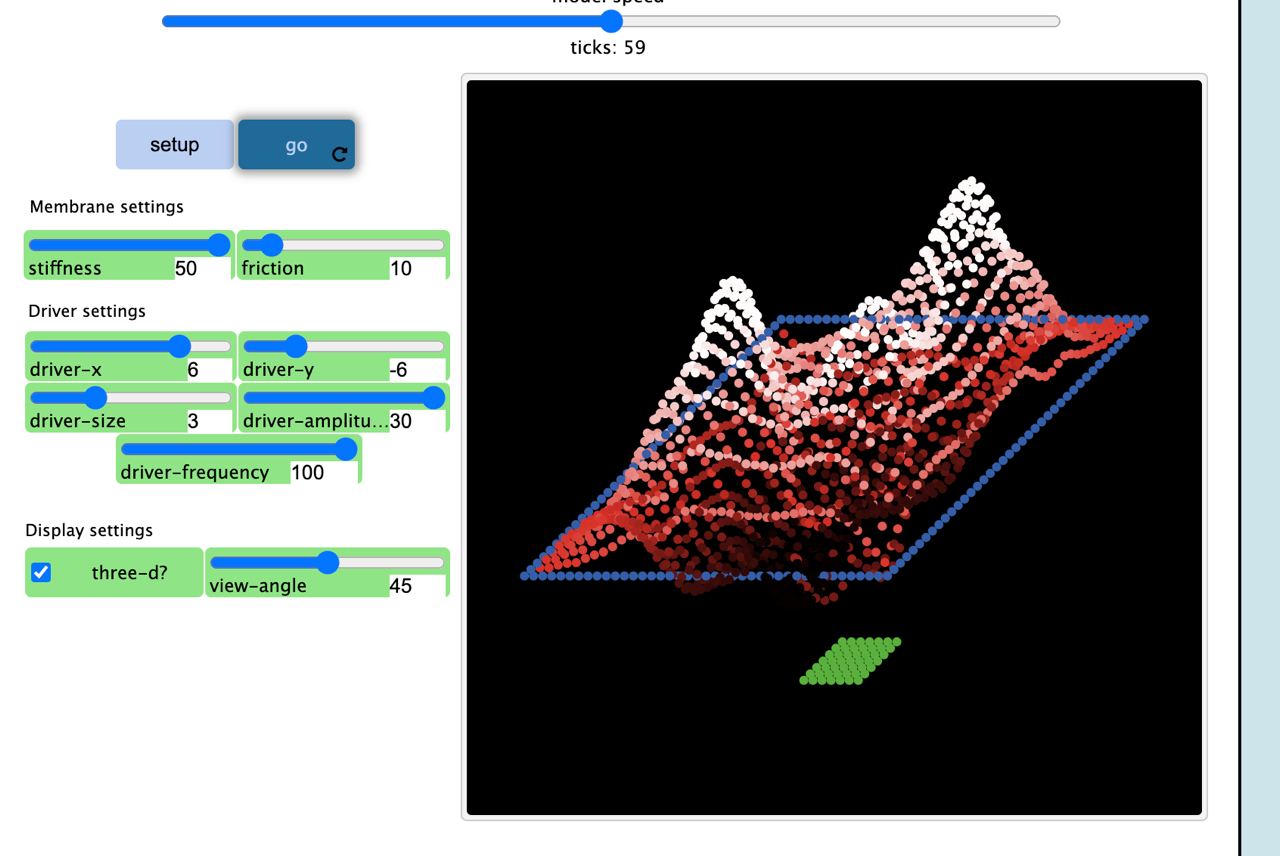 model speed
ticks: 59
setup
go
Membrane settings
stiffness 50
friction 10
Driver settings
driver-x 6
driver-y -6
driver-size 3
driver-amplitu... 30
driver-frequency 100
Display settings
three-d?
view-angle 45